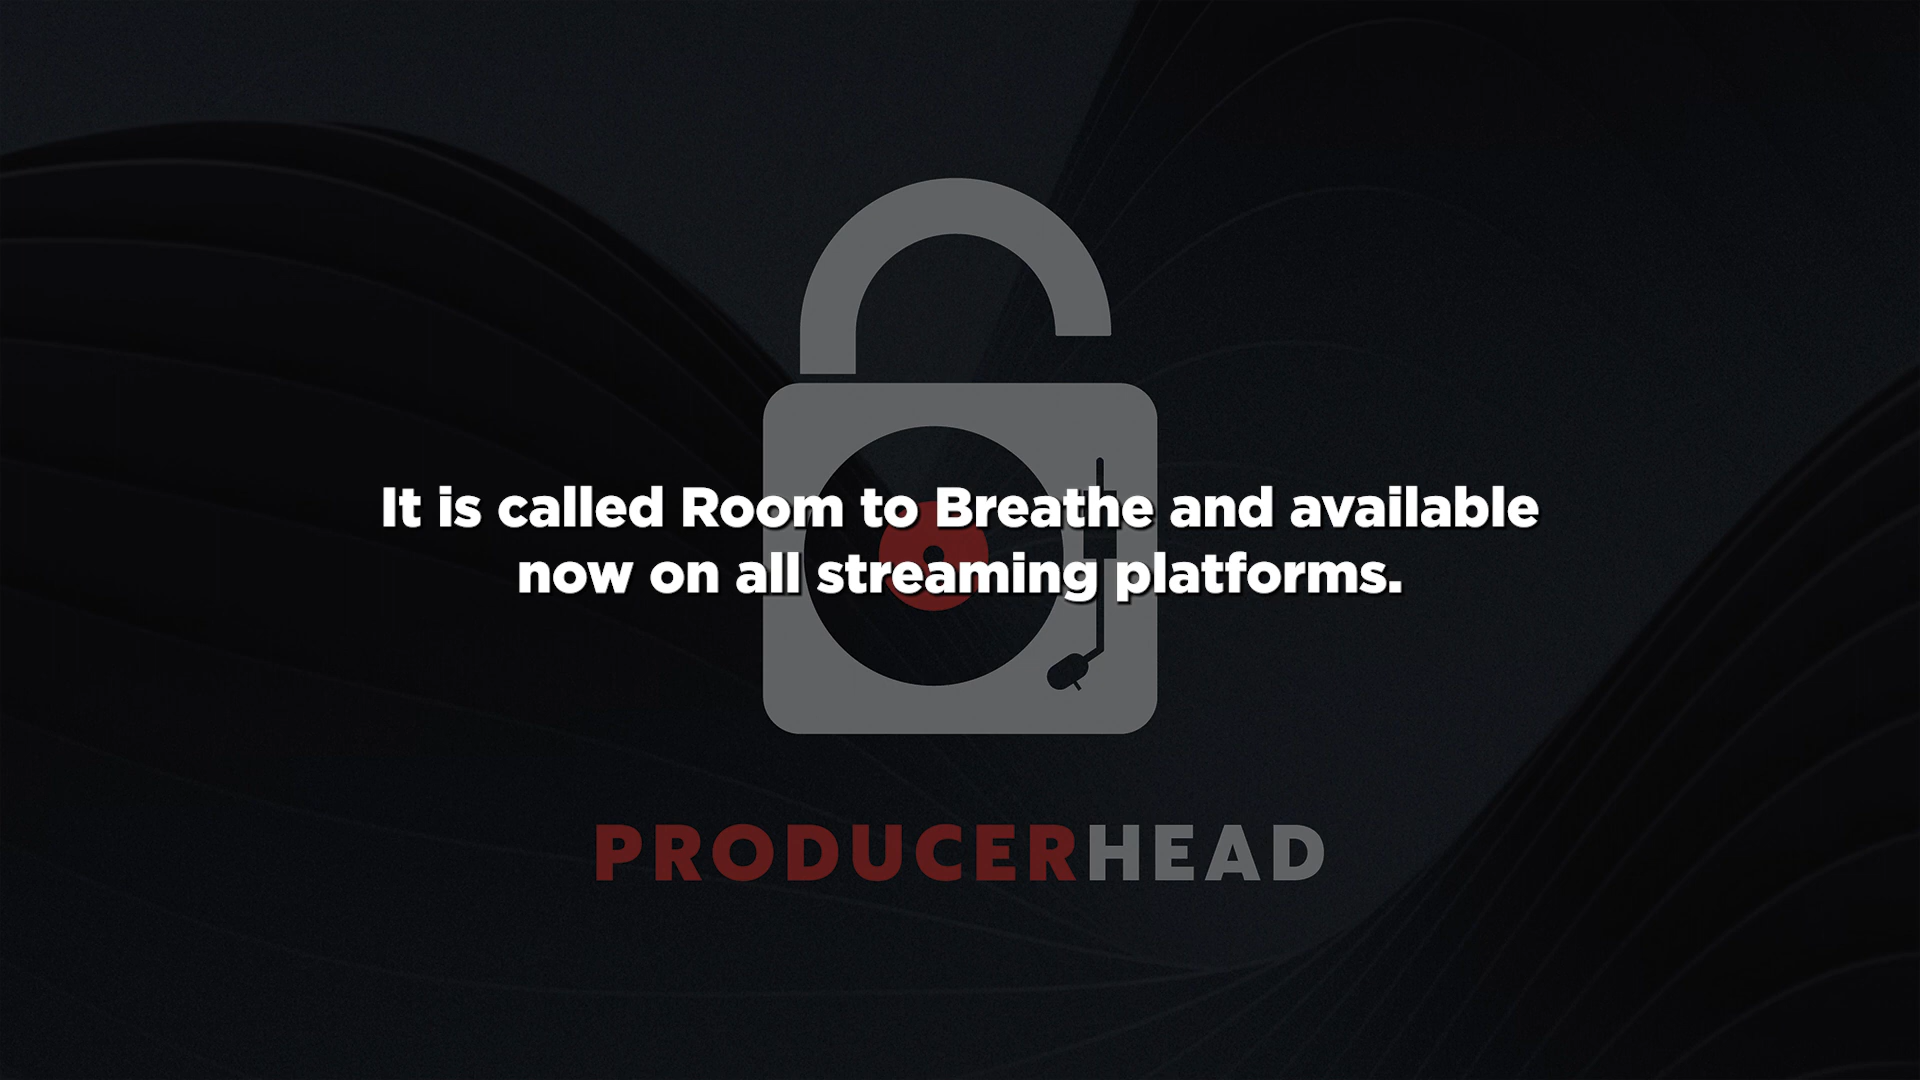 It is called Room to Breathe and available
now on all streaming platforms.
PRODUCERHEAD